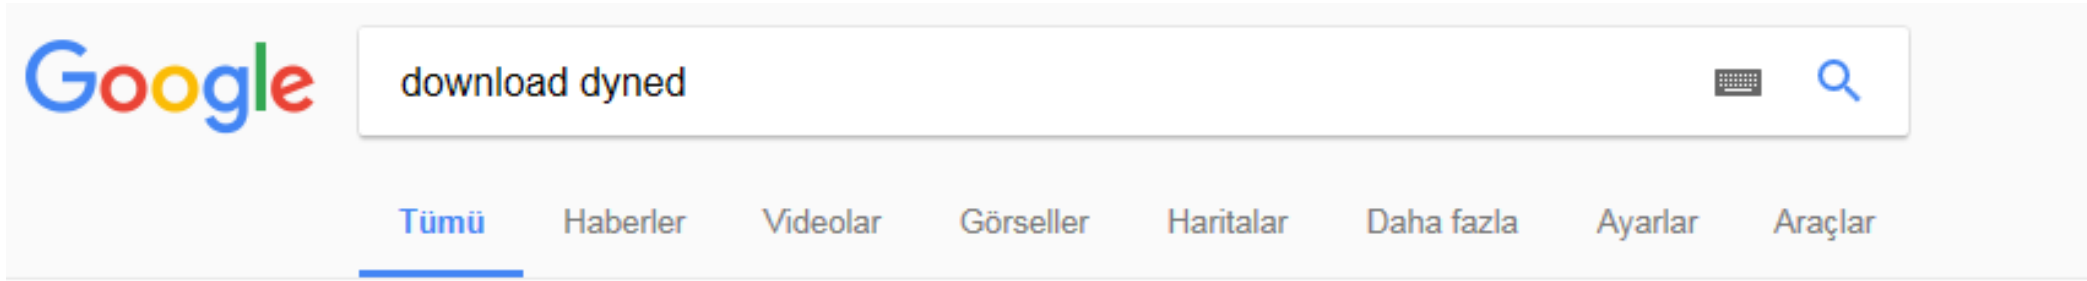 Google download dyned
Tümü Haberler Videolar Görseller Haritalar Daha fazla Ayarlar Araçlar